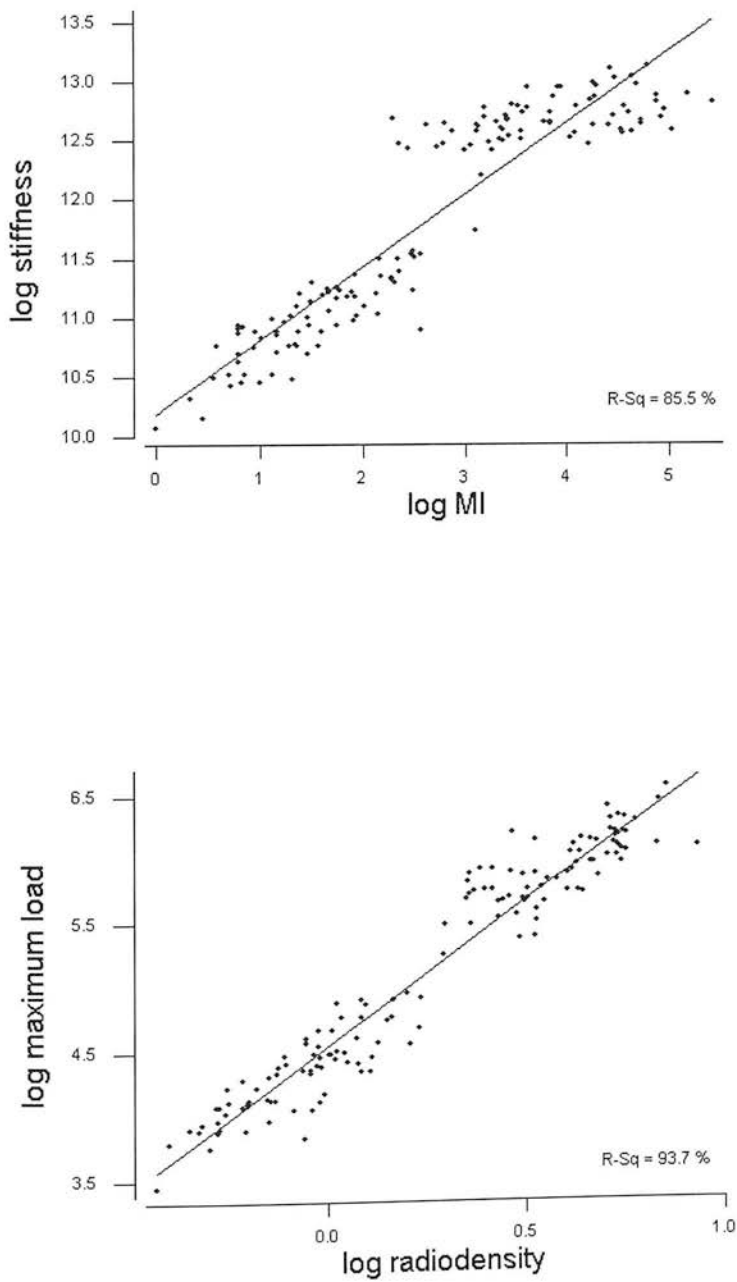 13.5
13.0
12.5
12.0
11.5
11.0
10.5
10.0
log stiffness
R-Sq = 85.5 %
0 1 2 3 4 5
log MI
6.5
5.5
4.5
3.5
log maximum load
R-Sq = 93.7 %
0.0 0.5 1.0
log radiodensity